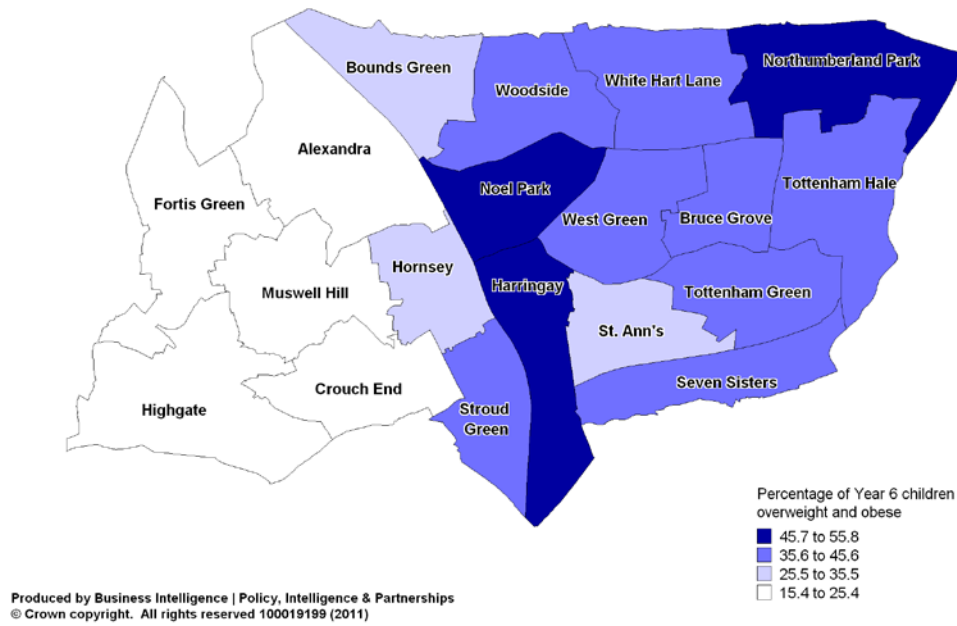 Northumberland Park
Bounds Green
White Hart Lane
Woodside
Alexandra
Tottenham Hale
Noel Park
Fortis Green
West Green
Bruce Grove
Hornsey
Harringay
Muswell Hill
Tottenham Green
St. Ann's
Seven Sisters
Crouch End
Highgate
Stroud
Green
Percentage of Year 6 children
overweight and obese
45.7 to 55.8
35.6 to 45.6
25.5 to 35.5
15.4 to 25.4
Produced by Business Intelligence | Policy, Intelligence & Partnerships
© Crown copyright. All rights reserved 100019199 (2011)